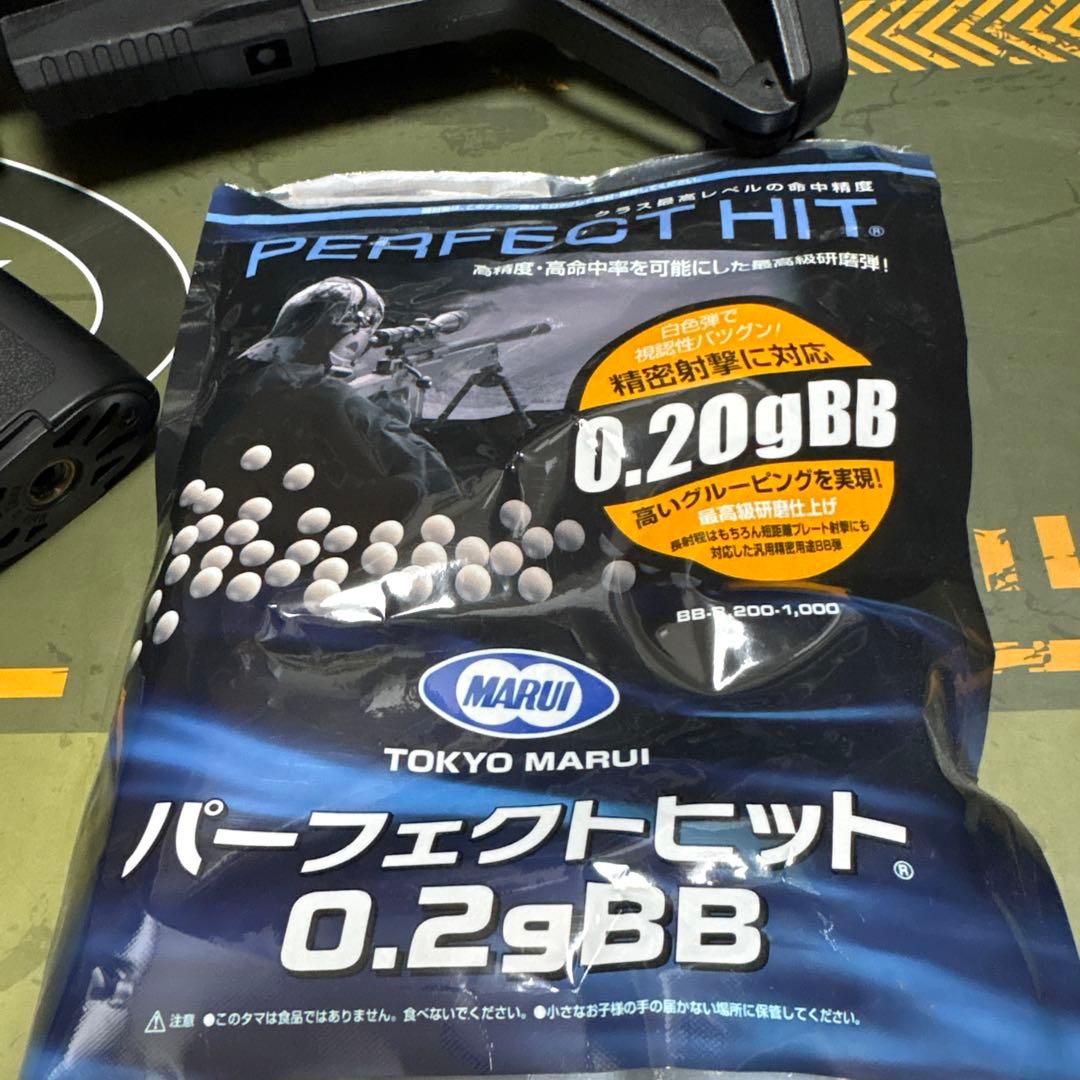 クラス最高レベルの命中精度
PERFECT HIT®
高精度・高命中率を可能にした最高級研磨弾!
白色弾で
視認性バツグン!
精密射撃に対応
0.20gBB
高いグルーピングを実現!
最高級研磨仕上げ
長射程はもちろん短距離プレート射撃にも
対応した汎用精密用途BB弾
200-1,000
MARUI
TOKYO MARUI
パーフェクトヒット®
0.2gBB
注意 ●このタマは食品ではありません。食べないでください。●小さなお子様の手の届かない場所に保管してください。